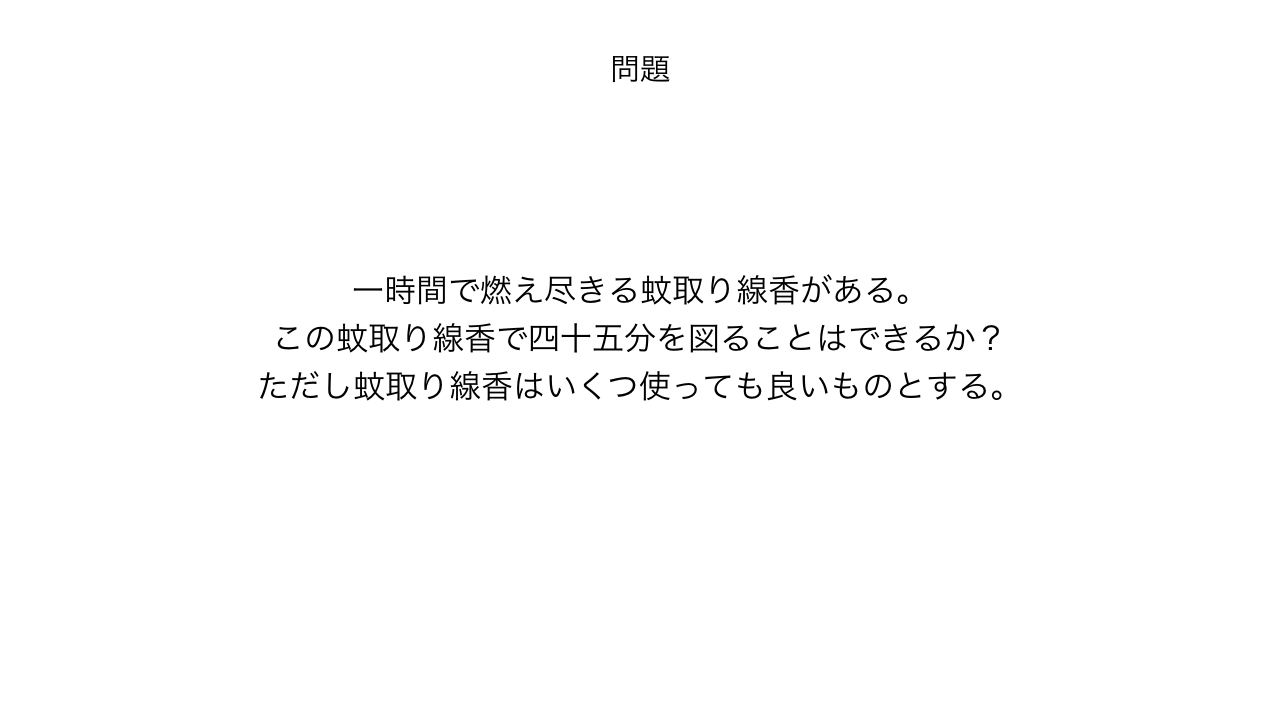 問題
一時間で燃え尽きる蚊取り線香がある。
この蚊取り線香で四十五分を図ることはできるか？
ただし蚊取り線香はいくつ使っても良いものとする。